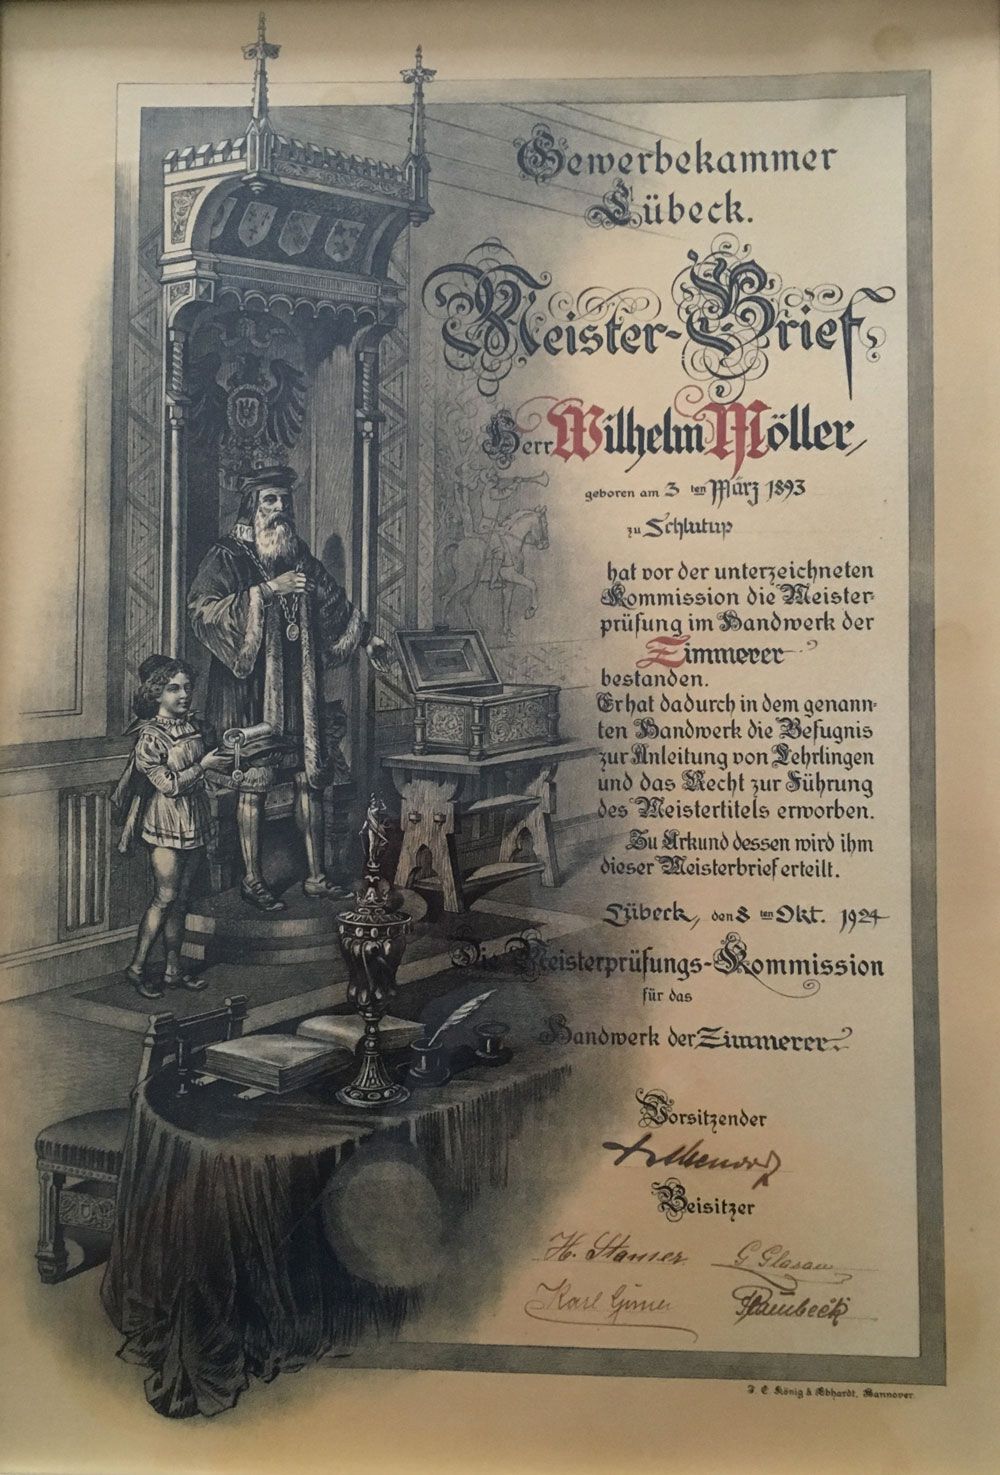 Gewerbekammer
Lübeck.
Meister-Brief
Herr Wilhelm Möller,
geboren am 3 ten März 1893
zu Schlutup
hat vor der unterzeichneten
Kommission die Meister-
prüfung im Handwerk der
Zimmerer
bestanden.
Er hat dadurch in dem genann-
ten Handwerk die Befugnis
zur Anleitung von Lehrlingen
und das Recht zur Führung
des Meistertitels erworben.
Zu Urkund dessen wird ihm
dieser Meisterbrief erteilt.
Lübeck, den 8 ten Okt. 1924
Die Meisterprüfungs-Kommission
für das
Handwerk der Zimmerer
Vorsitzender
Beisitzer
H. Stamer G Glasau
Karl
J. C. König & Ebhardt, Hannover.